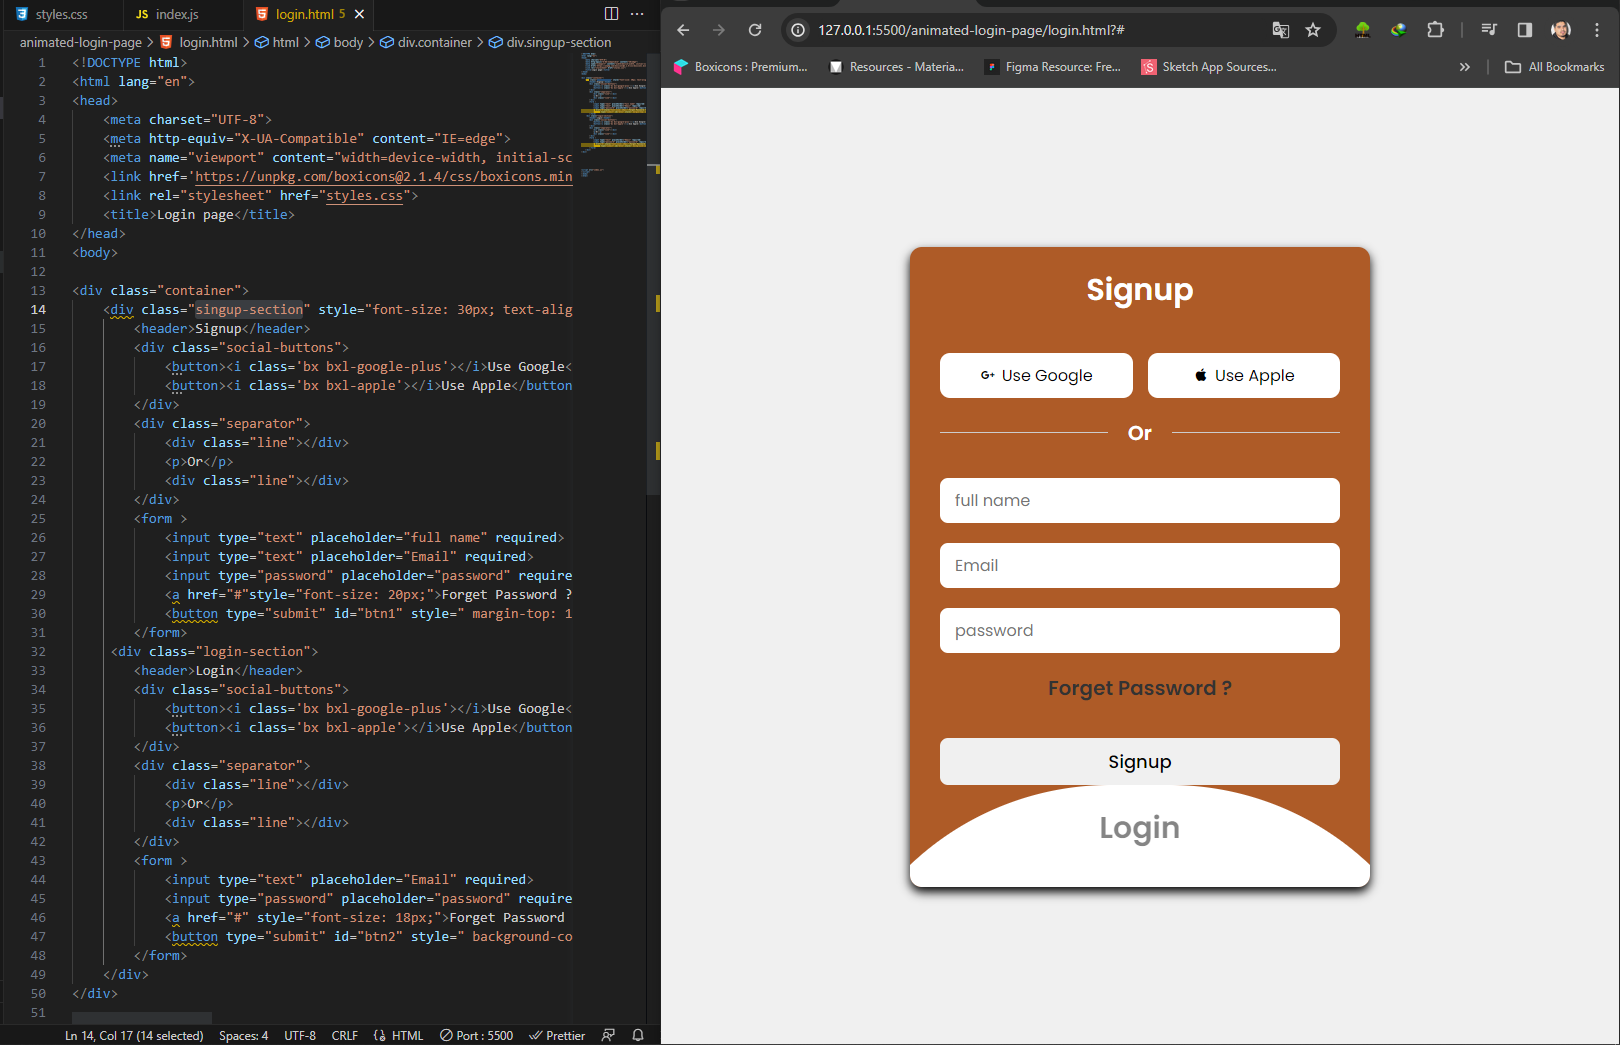 styles.css
JS index.js
login.html 5
animated-login-page > login.html > html > body > div.container > div.singup-section
1 <!DOCTYPE html>
2 <html lang="en">
3 <head>
4 <meta charset="UTF-8">
5 <meta http-equiv="X-UA-Compatible" content="IE=edge">
6 <meta name="viewport" content="width=device-width, initial-sc
7 <link href='https://unpkg.com/boxicons@2.1.4/css/boxicons.min
8 <link rel="stylesheet" href="styles.css">
9 <title>Login page</title>
10 </head>
11 <body>
12
13 <div class="container">
14 <div class="singup-section" style="font-size: 30px; text-alig
15 <header>Signup</header>
16 <div class="social-buttons">
17 <button><i class='bx bxl-google-plus'></i>Use Google<
18 <button><i class='bx bxl-apple'></i>Use Apple</button
19 </div>
20 <div class="separator">
21 <div class="line"></div>
22 <p>Or</p>
23 <div class="line"></div>
24 </div>
25 <form >
26 <input type="text" placeholder="full name" required>
27 <input type="text" placeholder="Email" required>
28 <input type="password" placeholder="password" require
29 <a href="#"style="font-size: 20px;">Forget Password ?
30 <button type="submit" id="btn1" style=" margin-top: 1
31 </form>
32 <div class="login-section">
33 <header>Login</header>
34 <div class="social-buttons">
35 <button><i class='bx bxl-google-plus'></i>Use Google<
36 <button><i class='bx bxl-apple'></i>Use Apple</button
37 </div>
38 <div class="separator">
39 <div class="line"></div>
40 <p>Or</p>
41 <div class="line"></div>
42 </div>
43 <form >
44 <input type="text" placeholder="Email" required>
45 <input type="password" placeholder="password" require
46 <a href="#" style="font-size: 18px;">Forget Password
47 <button type="submit" id="btn2" style=" background-co
48 </form>
49 </div>
50 </div>
51
Ln 14, Col 17 (14 selected) Spaces: 4 UTF-8 CRLF HTML Port : 5500 Prettier
127.0.0.1:5500/animated-login-page/login.html?#
Boxicons : Premium... Resources - Materia... Figma Resource: Fre... Sketch App Sources... » All Bookmarks
Signup
G+ Use Google
Use Apple
Or
full name
Email
password
Forget Password ?
Signup
Login